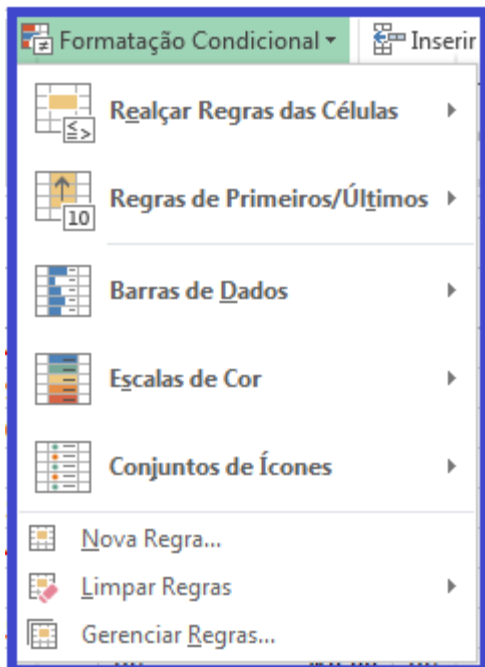 Formatação Condicional Inserir
Realçar Regras das Células
Regras de Primeiros/Últimos
10
Barras de Dados
Escalas de Cor
Conjuntos de Ícones
Nova Regra...
Limpar Regras
Gerenciar Regras...